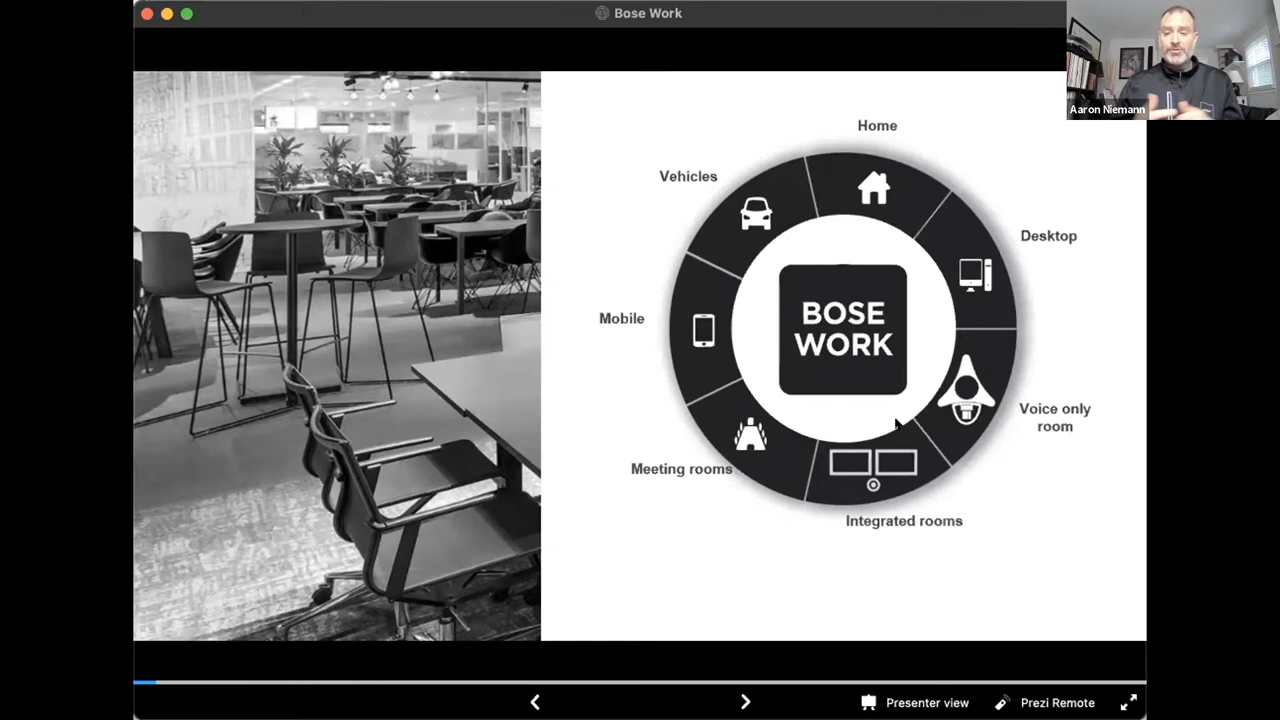 Bose Work
Aaron Niemann
Home
Vehicles
Desktop
Mobile
BOSE
WORK
Voice only
room
Meeting rooms
Integrated rooms
Presenter view
Prezi Remote